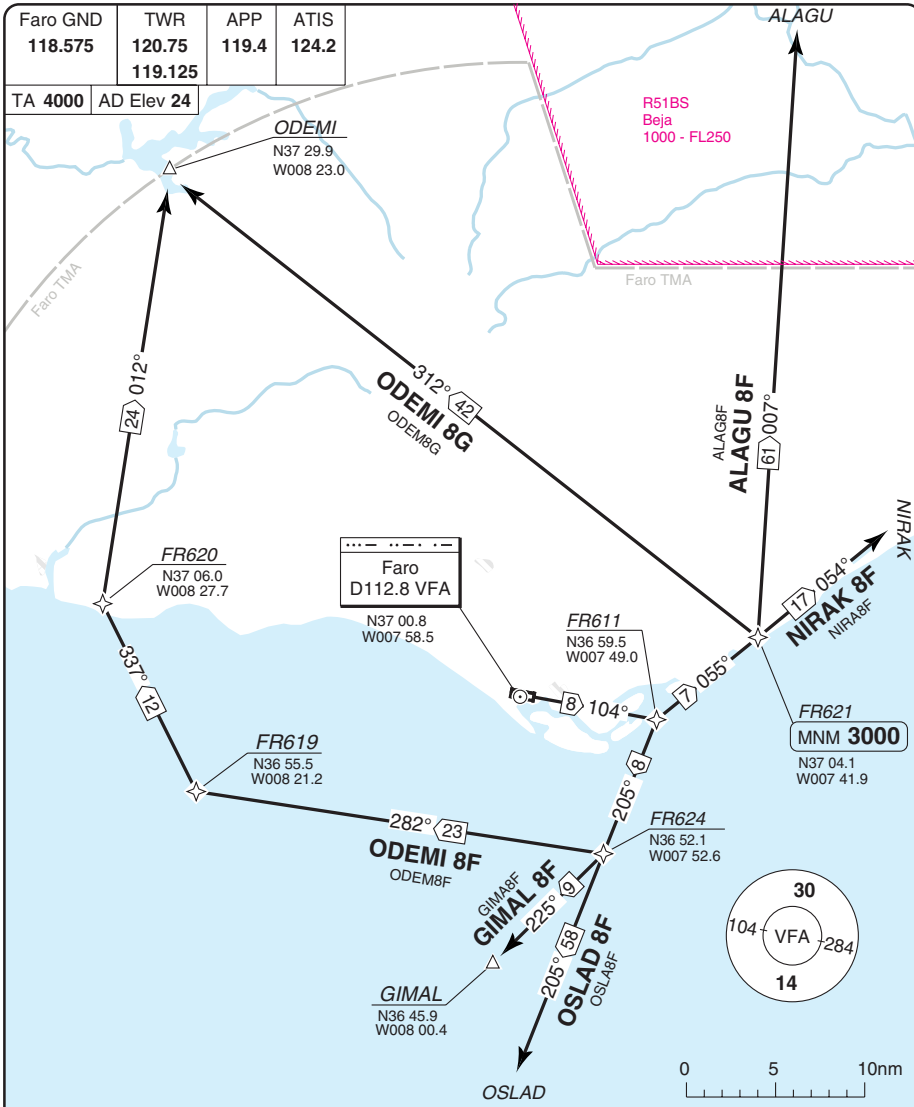 Faro GND
118.575
TWR
120.75
119.125
APP
119.4
ATIS
124.2
TA 4000
AD Elev 24
ALAGU
ODEMI
N37 29.9
W008 23.0
R51BS
Beja
1000 - FL250
Faro TMA
Faro TMA
24 012°
312° 42
ODEMI 8G
ODEM8G
ALAG8F
ALAGU 8F
61 007°
NIRAK
17 054°
NIRAK 8F
NIRA8F
FR620
N37 06.0
W008 27.7
Faro
D112.8 VFA
N37 00.8
W007 58.5
FR611
N36 59.5
W007 49.0
8 104°
7 055°
FR621
MNM 3000
N37 04.1
W007 41.9
337° 12
FR619
N36 55.5
W008 21.2
205° 8
FR624
N36 52.1
W007 52.6
282° 23
ODEMI 8F
ODEM8F
GIMA8F
GIMAL 8F
225° 9
205° 58
OSLAD 8F
OSLA8F
GIMAL
N36 45.9
W008 00.4
OSLAD
30
104
VFA
284
14
0 5 10nm